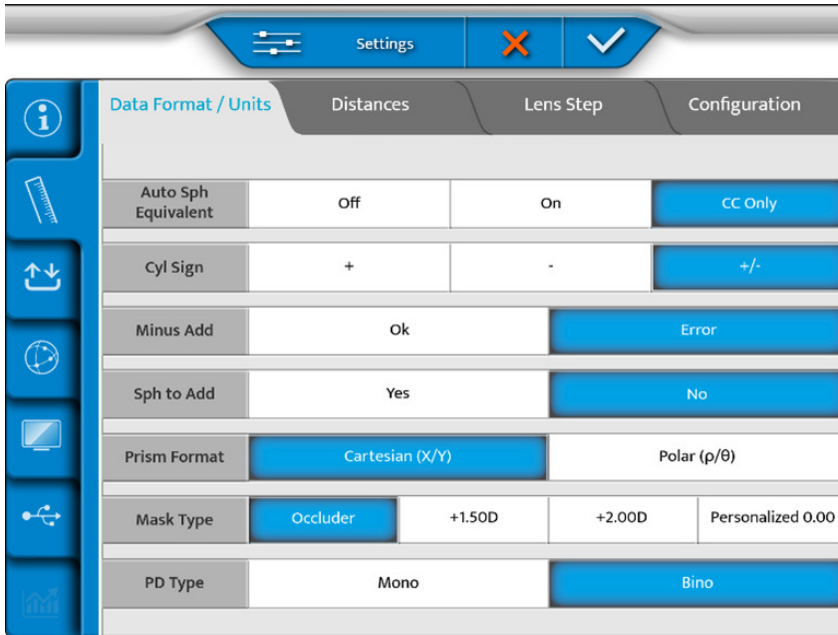 Settings
Data Format / Units Distances Lens Step Configuration
Auto Sph
Equivalent Off On CC Only
Cyl Sign + - +/-
Minus Add Ok Error
Sph to Add Yes No
Prism Format Cartesian (X/Y) Polar (ρ/θ)
Mask Type Occluder +1.50D +2.00D Personalized 0.00
PD Type Mono Bino